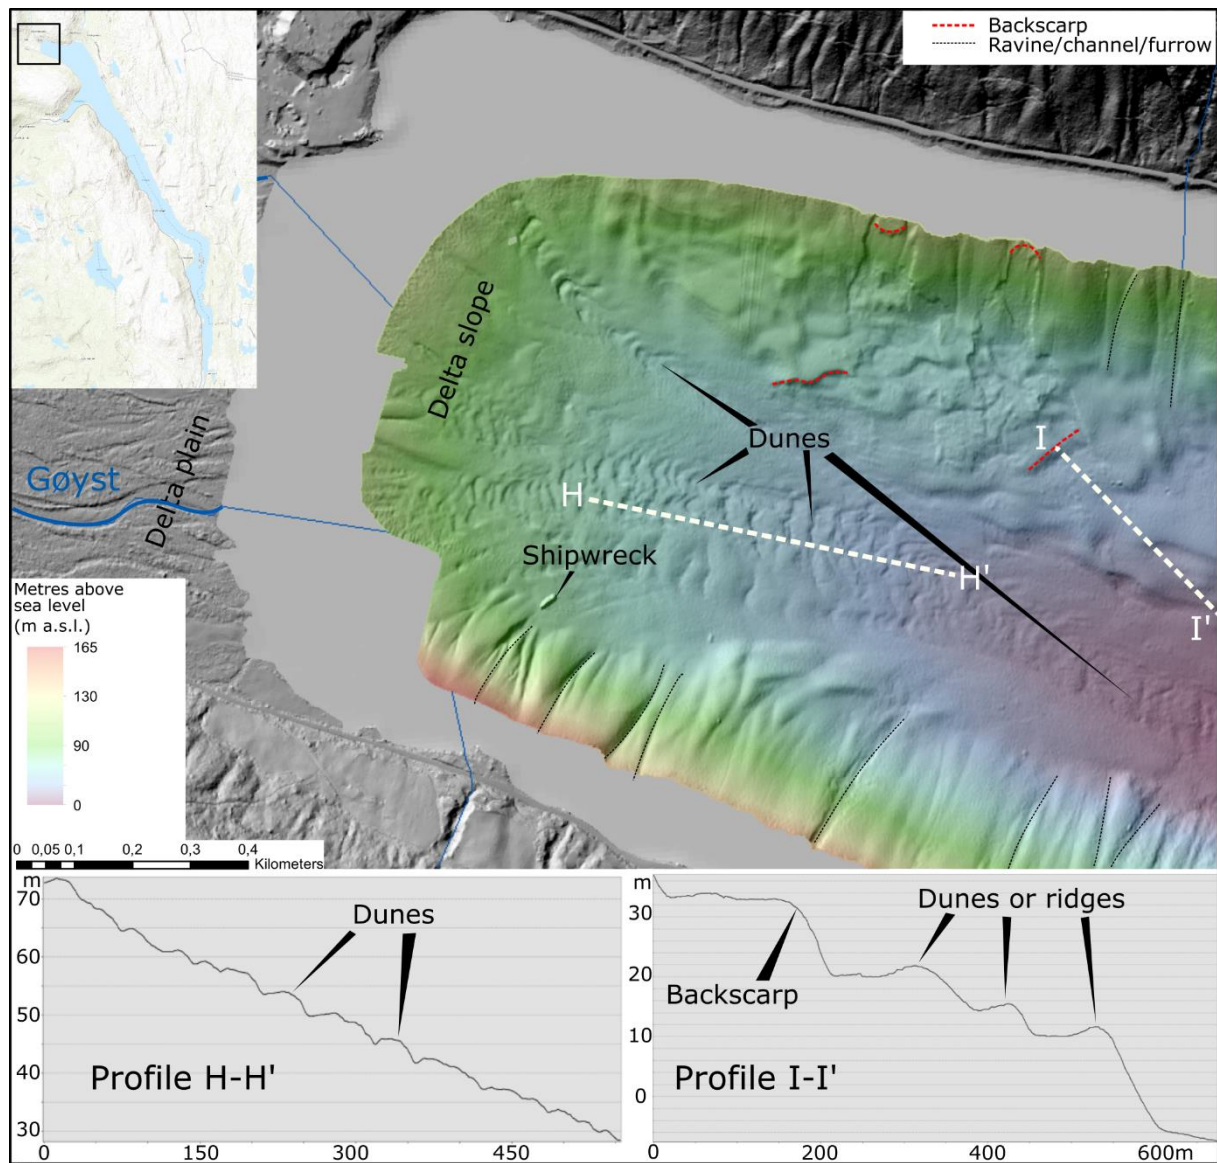 Backscarp
Ravine/channel/furrow
Delta slope
Delta plain
Gøyst
Dunes
I
H
H'
I'
Shipwreck
Metres above
sea level
(m a.s.l.)
165
130
90
0
0 0,05 0,1 0,2 0,3 0,4
Kilometers
m
70
60
50
40
30
Dunes
Profile H-H'
0 150 300 450
m
30
20
10
0
Dunes or ridges
Backscarp
Profile I-I'
0 200 400 600m